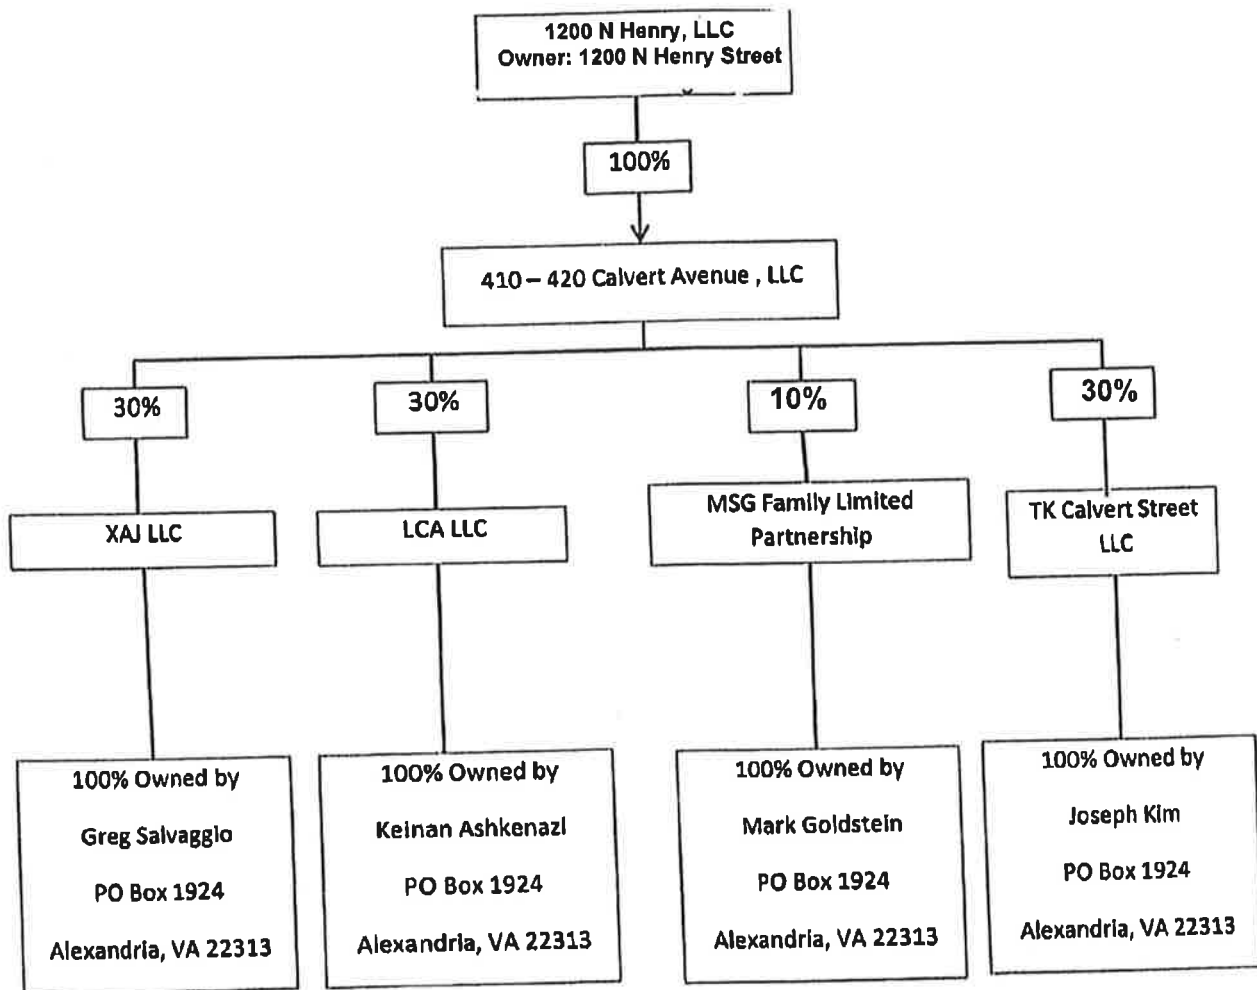 1200 N Henry, LLC
Owner: 1200 N Henry Street
100%
410 – 420 Calvert Avenue , LLC
30%
30%
10%
30%
XAJ LLC
LCA LLC
MSG Family Limited
Partnership
TK Calvert Street
LLC
100% Owned by
Greg Salvaggio
PO Box 1924
Alexandria, VA 22313
100% Owned by
Keinan Ashkenazi
PO Box 1924
Alexandria, VA 22313
100% Owned by
Mark Goldstein
PO Box 1924
Alexandria, VA 22313
100% Owned by
Joseph Kim
PO Box 1924
Alexandria, VA 22313